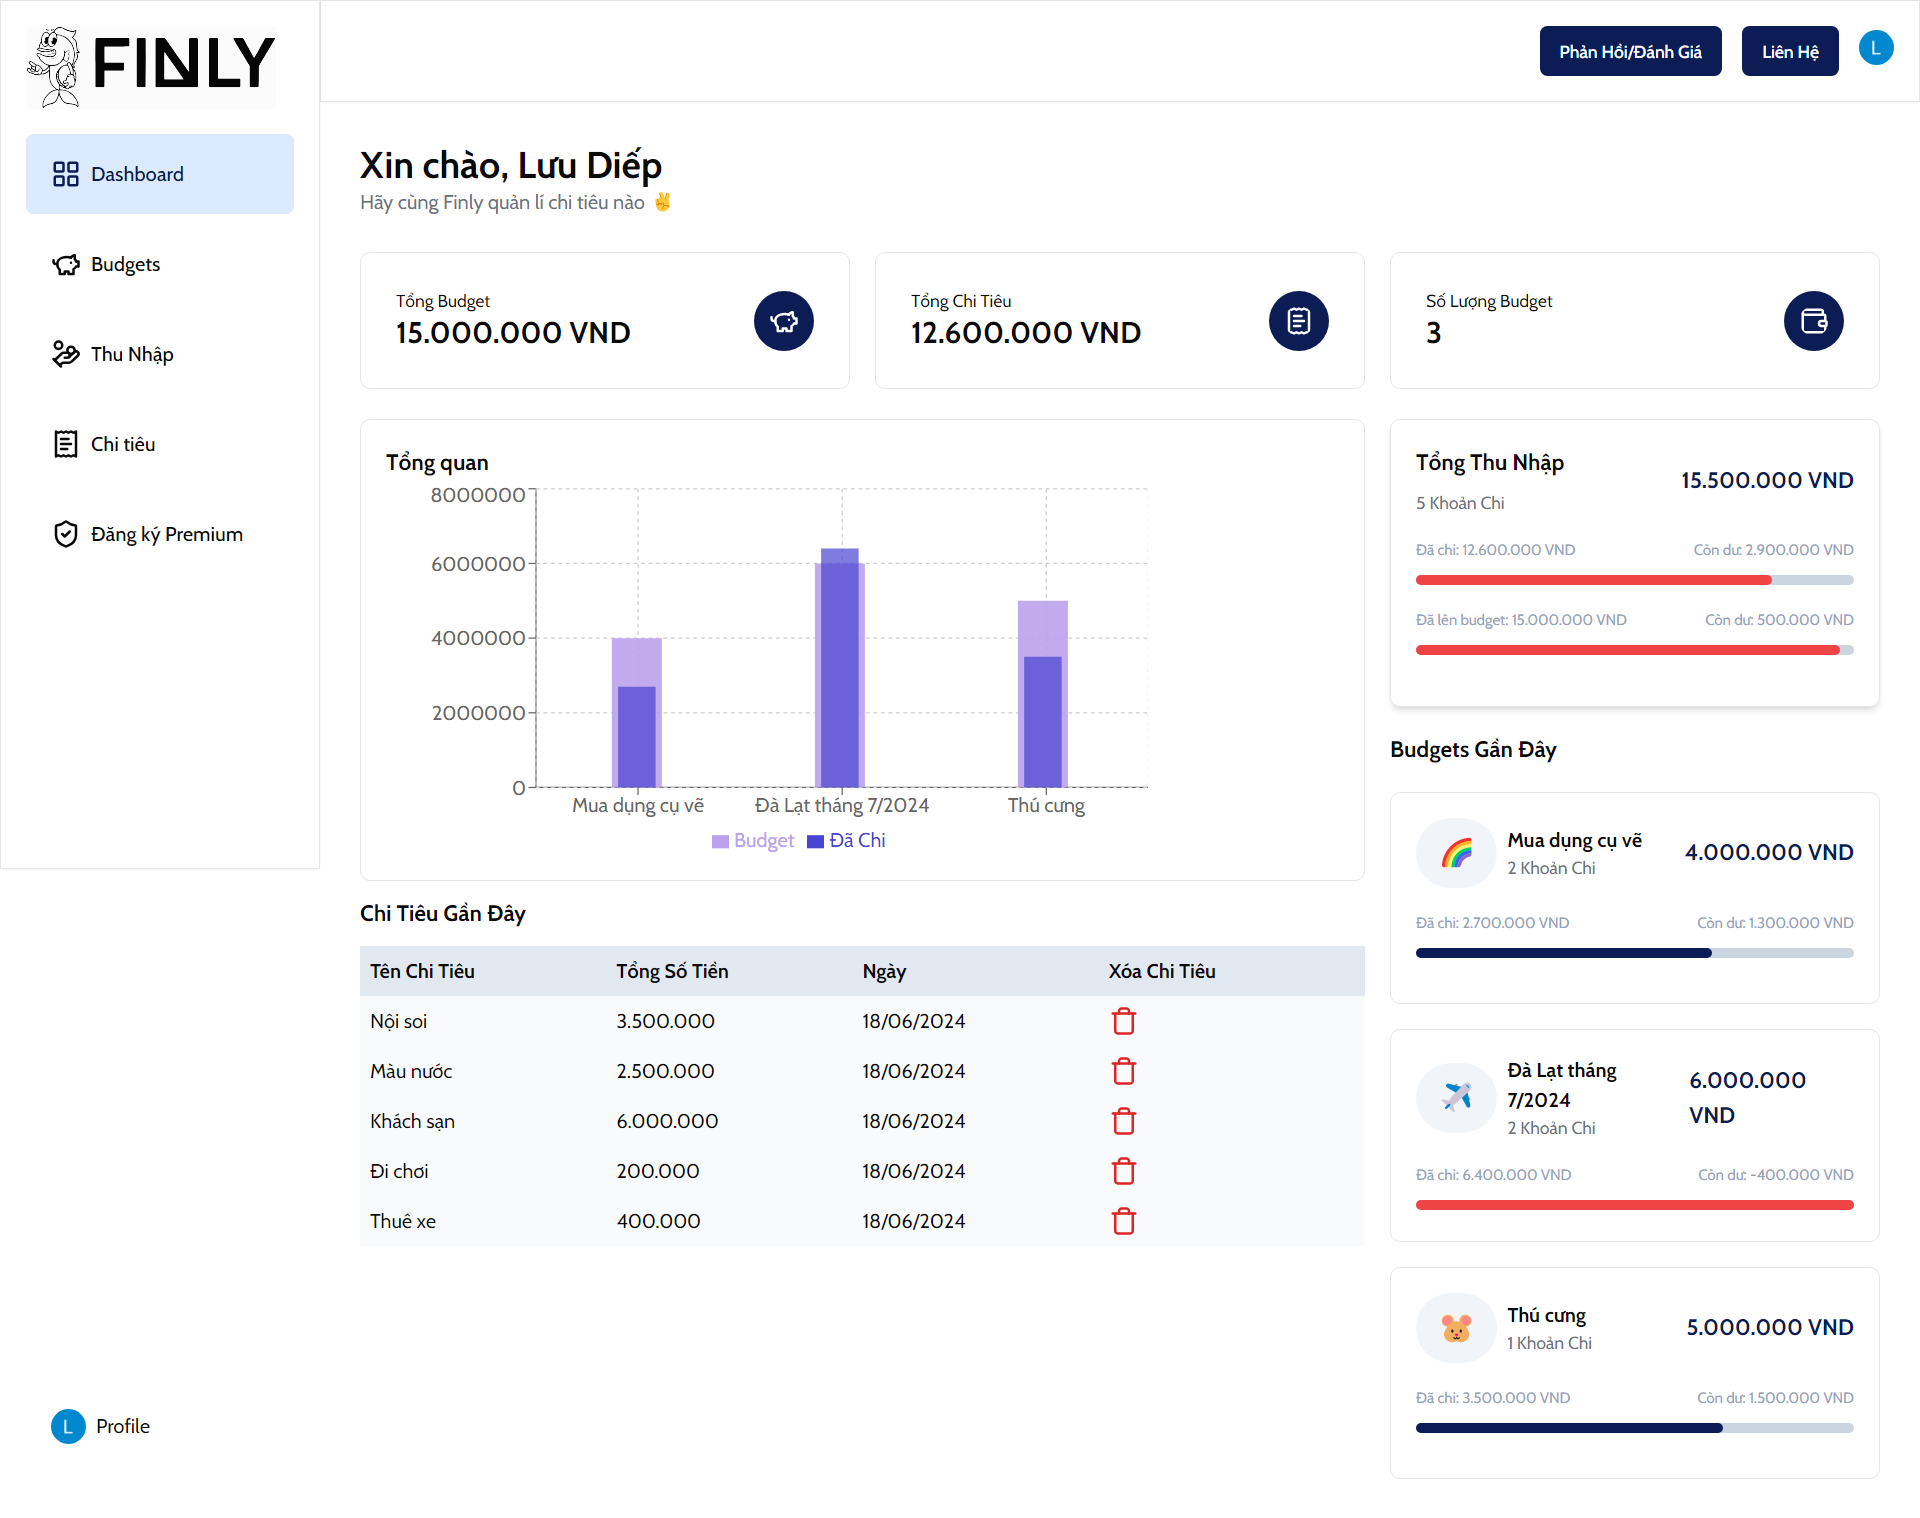 FINLY
Dashboard
Budgets
Thu Nhập
Chi tiêu
Đăng ký Premium
L Profile
Phản Hồi/Đánh Giá
Liên Hệ
L
Xin chào, Lưu Diếp
Hãy cùng Finly quản lí chi tiêu nào ✌️
Tổng Budget
15.000.000 VND
Tổng Chi Tiêu
12.600.000 VND
Số Lượng Budget
3
Tổng quan
8000000
6000000
4000000
2000000
0
Mua dụng cụ vẽ Đà Lạt tháng 7/2024 Thú cưng
Budget Đã Chi
Chi Tiêu Gần Đây
Tên Chi Tiêu Tổng Số Tiền Ngày Xóa Chi Tiêu
Nội soi 3.500.000 18/06/2024
Màu nước 2.500.000 18/06/2024
Khách sạn 6.000.000 18/06/2024
Đi chơi 200.000 18/06/2024
Thuê xe 400.000 18/06/2024
Tổng Thu Nhập
15.500.000 VND
5 Khoản Chi
Đã chi: 12.600.000 VND Còn dư: 2.900.000 VND
Đã lên budget: 15.000.000 VND Còn dư: 500.000 VND
Budgets Gần Đây
Mua dụng cụ vẽ
4.000.000 VND
2 Khoản Chi
Đã chi: 2.700.000 VND Còn dư: 1.300.000 VND
Đà Lạt tháng
7/2024
6.000.000
VND
2 Khoản Chi
Đã chi: 6.400.000 VND Còn dư: -400.000 VND
Thú cưng
5.000.000 VND
1 Khoản Chi
Đã chi: 3.500.000 VND Còn dư: 1.500.000 VND